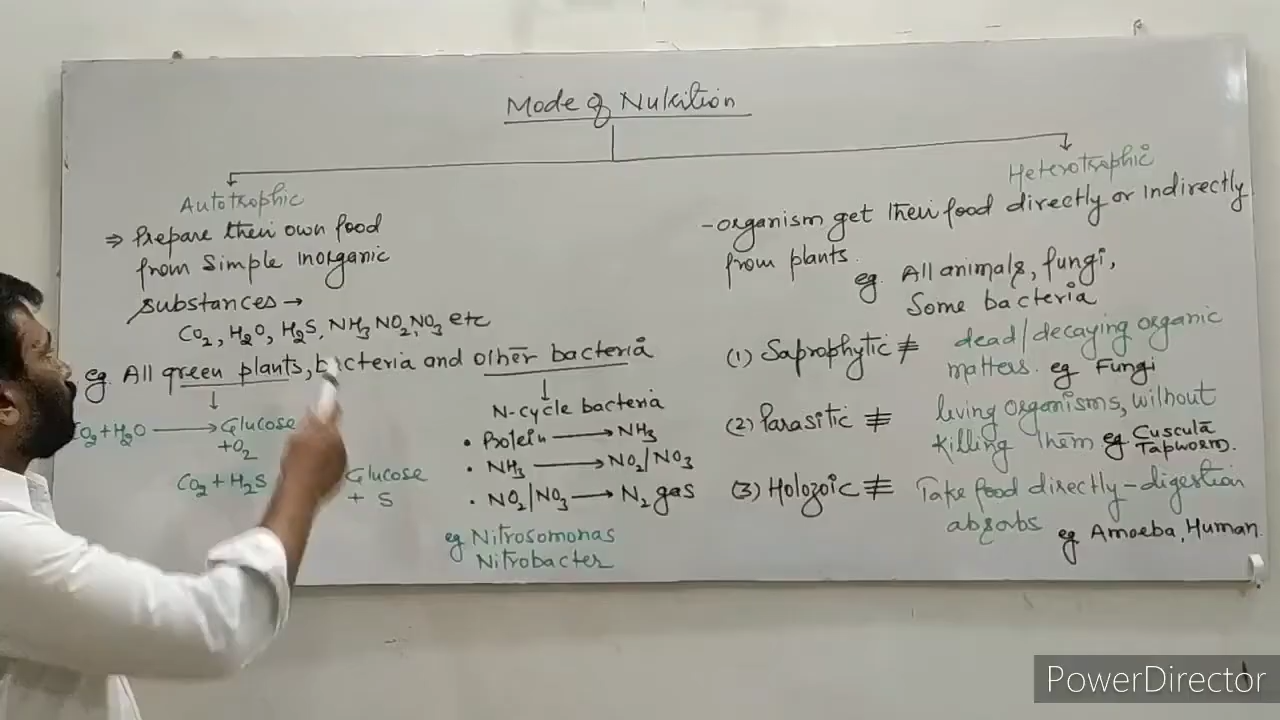 Mode of Nutrition
Autotrophic
⇒ Prepare their own food
from Simple inorganic
substances →
CO2, H2O, H2S, NH3 NO2, NO3 etc
eg. All green plants, bacteria and other bacteria
CO2+H2O → Glucose
+O2
CO2 + H2S Glucose
+ S
N-cycle bacteria
• Protein → NH3
• NH3 → NO2/NO3
• NO2/NO3 → N2 gas
eg Nitrosomonas
Nitrobacter
Heterotrophic
- organism get their food directly or indirectly
from plants.
eg. All animals, fungi,
Some bacteria
(1) Saprophytic ≠ dead/decaying organic
matters. eg Fungi
(2) Parasitic ≠ living organisms, without
killing them eg Cuscuta
Tapworm.
(3) Holozoic ≠ Take food directly - digestion
absorbs eg Amoeba, Human.
PowerDirector